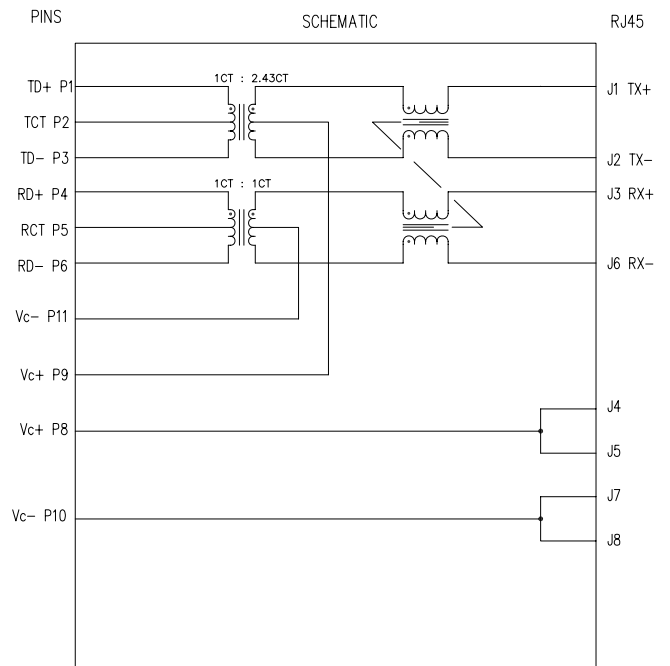 PINS SCHEMATIC RJ45
TD+ P1 1CT : 2.43CT J1 TX+
TCT P2
TD- P3 J2 TX-
RD+ P4 1CT : 1CT J3 RX+
RCT P5
RD- P6 J6 RX-
Vc- P11
Vc+ P9
J4
Vc+ P8
J5
J7
Vc- P10
J8